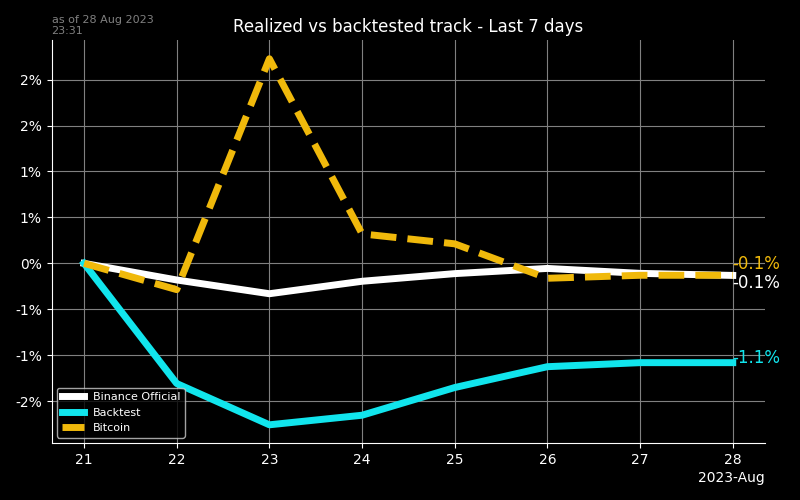 as of 28 Aug 2023
23:31
Realized vs backtested track - Last 7 days
2%
2%
1%
1%
0%
-1%
-1%
-2%
-0.1%
-0.1%
-1.1%
Binance Official
Backtest
Bitcoin
21 22 23 24 25 26 27 28
2023-Aug